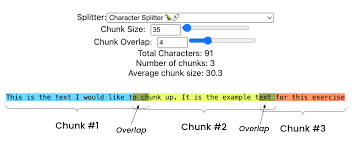 Splitter: Character Splitter 🦜🔗
Chunk Size: 35
Chunk Overlap: 4
Total Characters: 91
Number of chunks: 3
Average chunk size: 30.3
This is the text I would like to chunk up. It is the example text for this exercise
Chunk #1 Overlap Chunk #2 Overlap Chunk #3